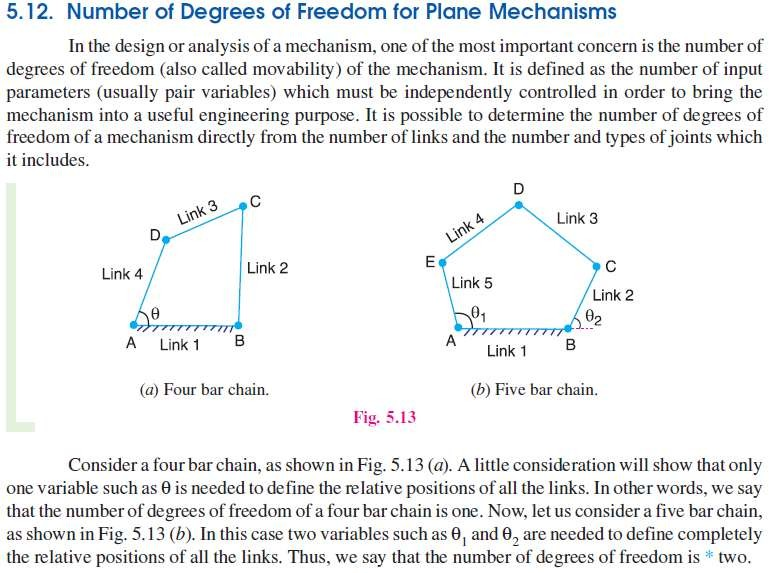 5.12. Number of Degrees of Freedom for Plane Mechanisms
In the design or analysis of a mechanism, one of the most important concern is the number of
degrees of freedom (also called movability) of the mechanism. It is defined as the number of input
parameters (usually pair variables) which must be independently controlled in order to bring the
mechanism into a useful engineering purpose. It is possible to determine the number of degrees of
freedom of a mechanism directly from the number of links and the number and types of joints which
it includes.
C
Link 3
D
Link 4
Link 2
θ
A
Link 1
B
D
Link 4
Link 3
E
C
Link 5
Link 2
θ₁
θ₂
A
Link 1
B
(a) Four bar chain.
(b) Five bar chain.
Fig. 5.13
Consider a four bar chain, as shown in Fig. 5.13 (a). A little consideration will show that only
one variable such as θ is needed to define the relative positions of all the links. In other words, we say
that the number of degrees of freedom of a four bar chain is one. Now, let us consider a five bar chain,
as shown in Fig. 5.13 (b). In this case two variables such as θ₁ and θ₂ are needed to define completely
the relative positions of all the links. Thus, we say that the number of degrees of freedom is * two.